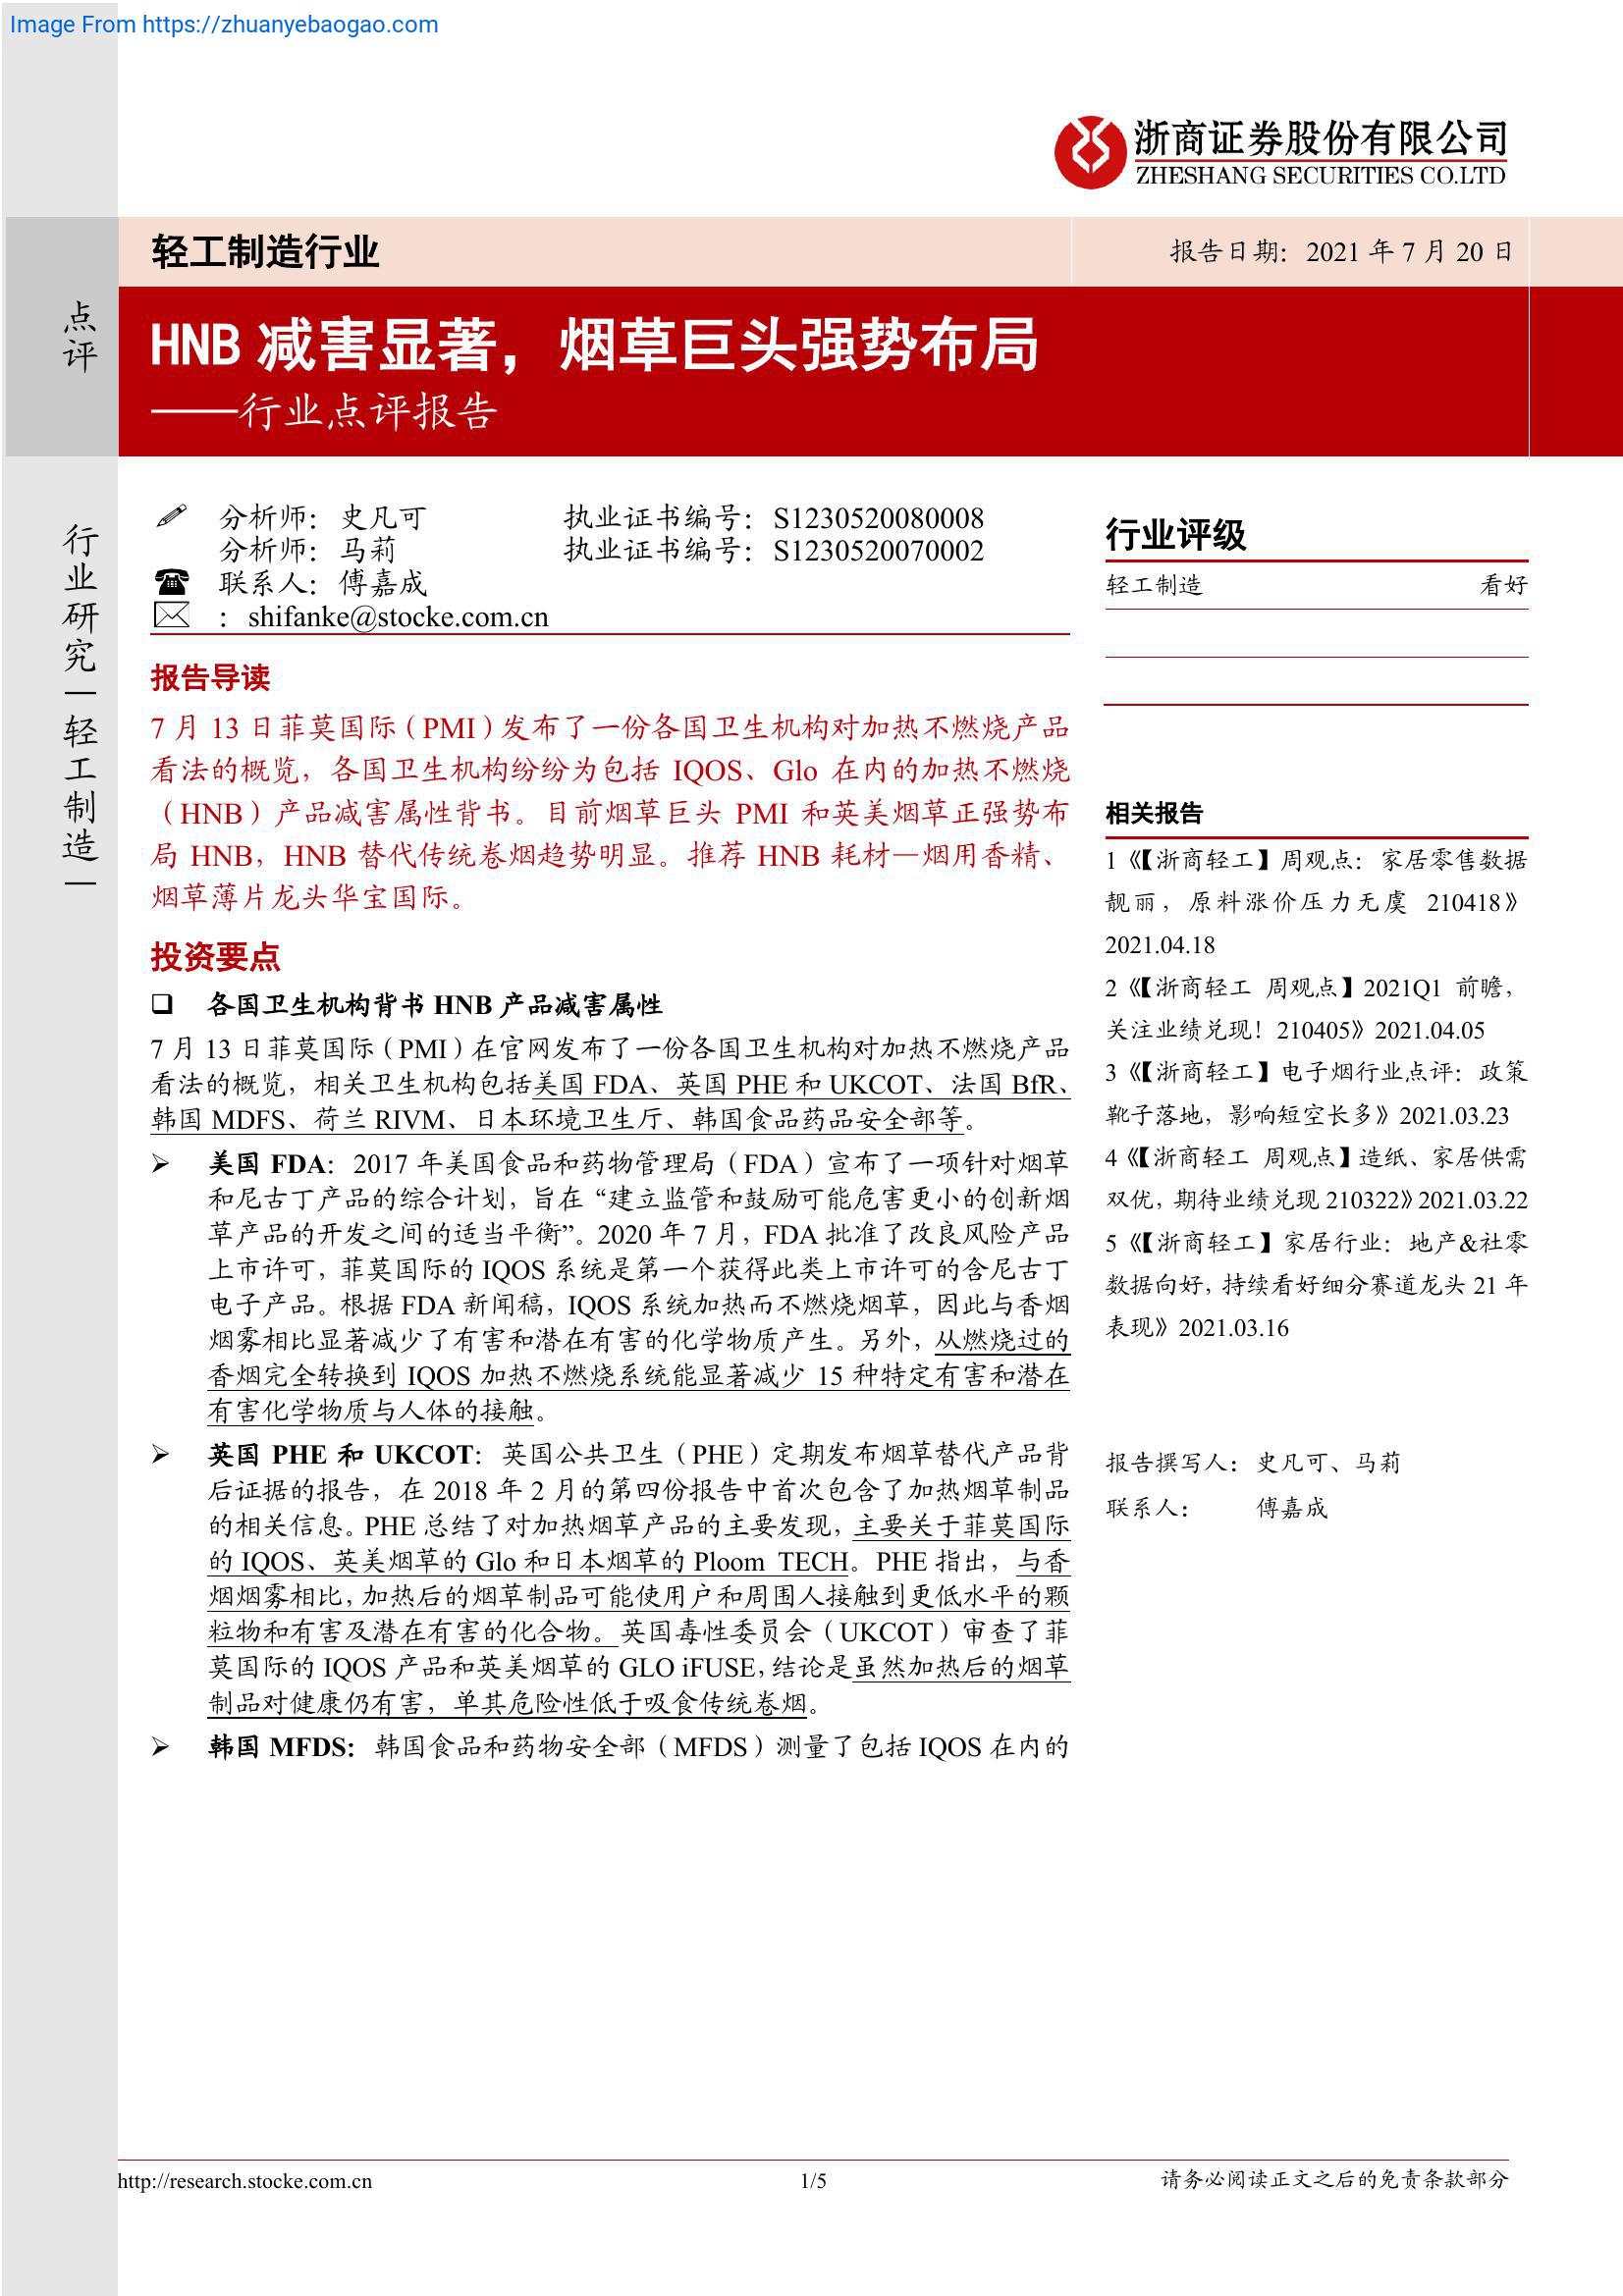 Image From https://zhuanyebaogao.com
浙商证券股份有限公司
ZHESHANG SECURITIES CO.LTD
轻工制造行业
报告日期：2021 年 7 月 20 日
点评
HNB 减害显著，烟草巨头强势布局
——行业点评报告
行业研究|轻工制造|
分析师：史凡可 执业证书编号：S1230520080008
分析师：马莉 执业证书编号：S1230520070002
联系人：傅嘉成
：shifanke@stocke.com.cn
报告导读
7 月 13 日菲莫国际（PMI）发布了一份各国卫生机构对加热不燃烧产品
看法的概览，各国卫生机构纷纷为包括 IQOS、Glo 在内的加热不燃烧
（HNB）产品减害属性背书。目前烟草巨头 PMI 和英美烟草正强势布
局 HNB，HNB 替代传统卷烟趋势明显。推荐 HNB 耗材—烟用香精、
烟草薄片龙头华宝国际。
投资要点
❑ 各国卫生机构背书 HNB 产品减害属性
7 月 13 日菲莫国际（PMI）在官网发布了一份各国卫生机构对加热不燃烧产品
看法的概览，相关卫生机构包括美国 FDA、英国 PHE 和 UKCOT、法国 BfR、
韩国 MDFS、荷兰 RIVM、日本环境卫生厅、韩国食品药品安全部等。
➢ 美国 FDA：2017 年美国食品和药物管理局（FDA）宣布了一项针对烟草
和尼古丁产品的综合计划，旨在“建立监管和鼓励可能危害更小的创新烟
草产品的开发之间的适当平衡”。2020 年 7 月，FDA 批准了改良风险产品
上市许可，菲莫国际的 IQOS 系统是第一个获得此类上市许可的含尼古丁
电子产品。根据 FDA 新闻稿，IQOS 系统加热而不燃烧烟草，因此与香烟
烟雾相比显著减少了有害和潜在有害的化学物质产生。另外，从燃烧过的
香烟完全转换到 IQOS 加热不燃烧系统能显著减少 15 种特定有害和潜在
有害化学物质与人体的接触。
➢ 英国 PHE 和 UKCOT：英国公共卫生（PHE）定期发布烟草替代产品背
后证据的报告，在 2018 年 2 月的第四份报告中首次包含了加热烟草制品
的相关信息。PHE 总结了对加热烟草产品的主要发现，主要关于菲莫国际
的 IQOS、英美烟草的 Glo 和日本烟草的 Ploom TECH。PHE 指出，与香
烟烟雾相比，加热后的烟草制品可能使用户和周围人接触到更低水平的颗
粒物和有害及潜在有害的化合物。英国毒性委员会（UKCOT）审查了菲
莫国际的 IQOS 产品和英美烟草的 GLO iFUSE，结论是虽然加热后的烟草
制品对健康仍有害，单其危险性低于吸食传统卷烟。
➢ 韩国 MFDS：韩国食品和药物安全部（MFDS）测量了包括 IQOS 在内的
行业评级
轻工制造 看好
相关报告
1《【浙商轻工】周观点：家居零售数据
靓丽，原料涨价压力无虞 210418》
2021.04.18
2《【浙商轻工 周观点】2021Q1 前瞻，
关注业绩兑现！210405》2021.04.05
3《【浙商轻工】电子烟行业点评：政策
靴子落地，影响短空长多》2021.03.23
4《【浙商轻工 周观点】造纸、家居供需
双优，期待业绩兑现 210322》2021.03.22
5《【浙商轻工】家居行业：地产&社零
数据向好，持续看好细分赛道龙头 21 年
表现》2021.03.16
报告撰写人：史凡可、马莉
联系人： 傅嘉成
http://research.stocke.com.cn
1/5
请务必阅读正文之后的免责条款部分